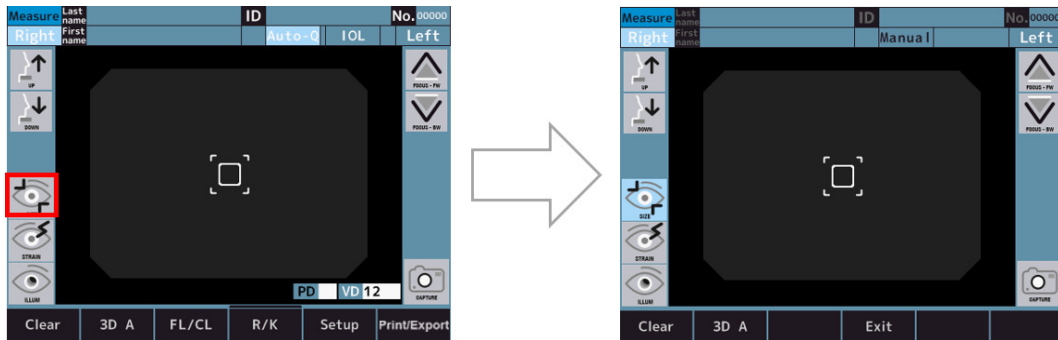 Measure Last name ID No. 00000
Right First name Auto-Q IOL Left
UP
DOWN
STRAIN
ILLUM
FOCUS-FW
FOCUS-BW
CAPTURE
PD VD 12
Clear 3D A FL/CL R/K Setup Print/Export
Measure Last name ID No. 00000
Right First name Manual Left
UP
DOWN
SIZE
STRAIN
ILLUM
FOCUS-FW
FOCUS-BW
CAPTURE
Clear 3D A Exit